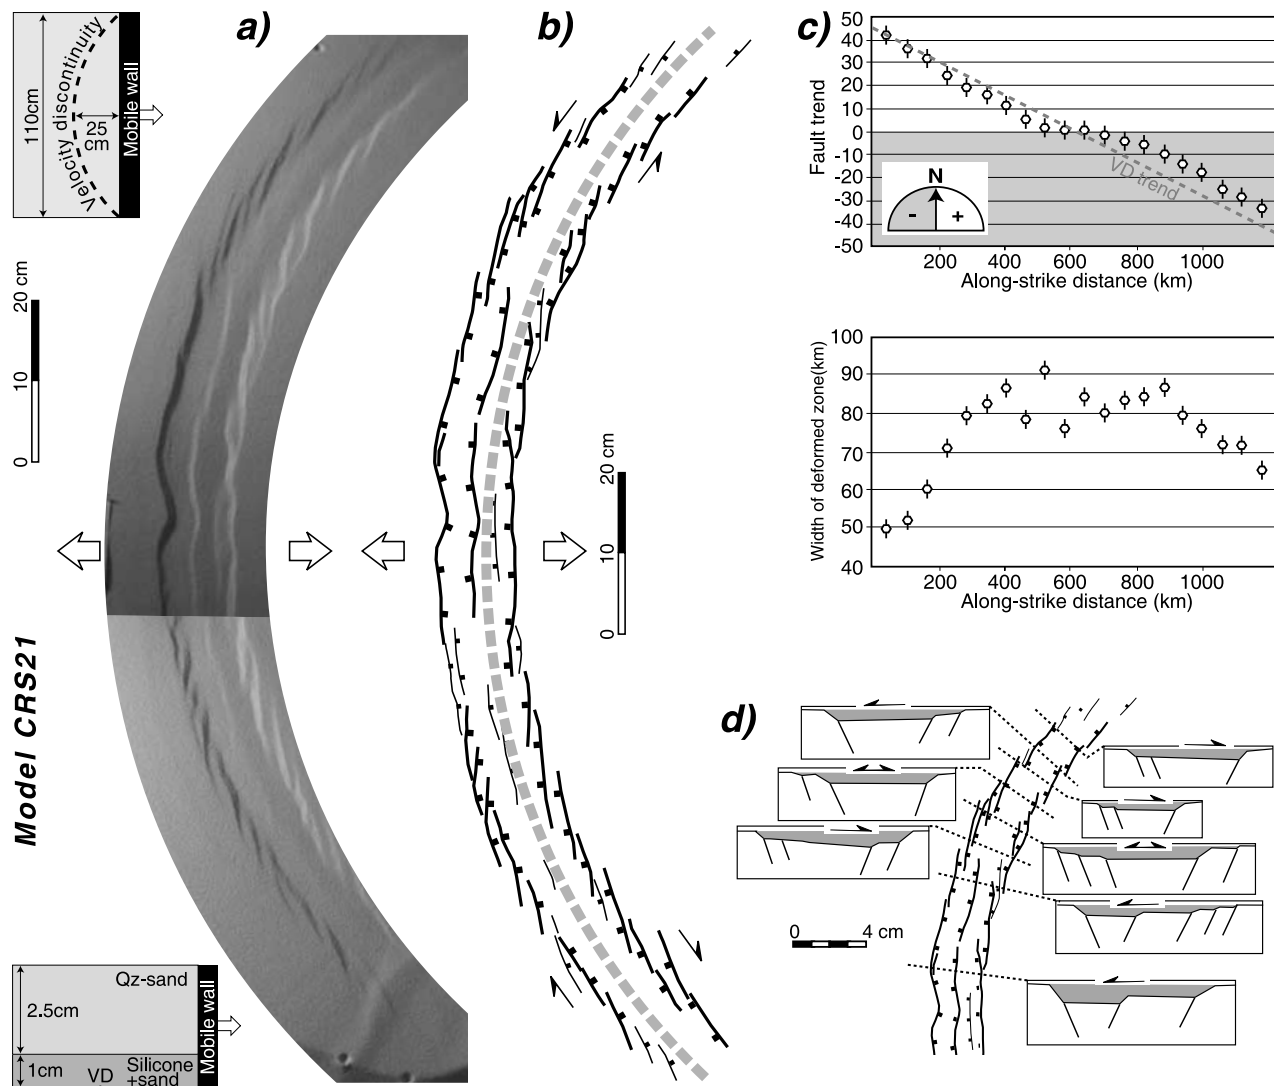 a)
b)
c)
d)
110cm
Velocity discontinuity
25
cm
Mobile wall
20 cm
10
0
Model CRS21
Qz-sand
2.5cm
1cm
VD
Silicone
+sand
Mobile wall
20 cm
10
0
50
40
30
20
10
0
-10
-20
-30
-40
-50
Fault trend
N
-
+
VD trend
200
400
600
800
1000
Along-strike distance (km)
100
90
80
70
60
50
40
Width of deformed zone(km)
200
400
600
800
1000
Along-strike distance (km)
0
4 cm